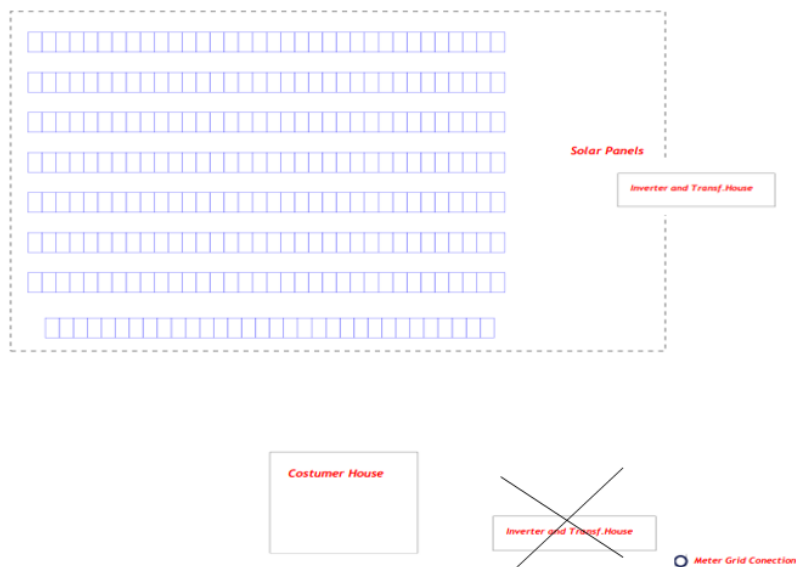 Solar Panels
Inverter and Transf.House
Costumer House
Inverter and Transf.House
Meter Grid Conection